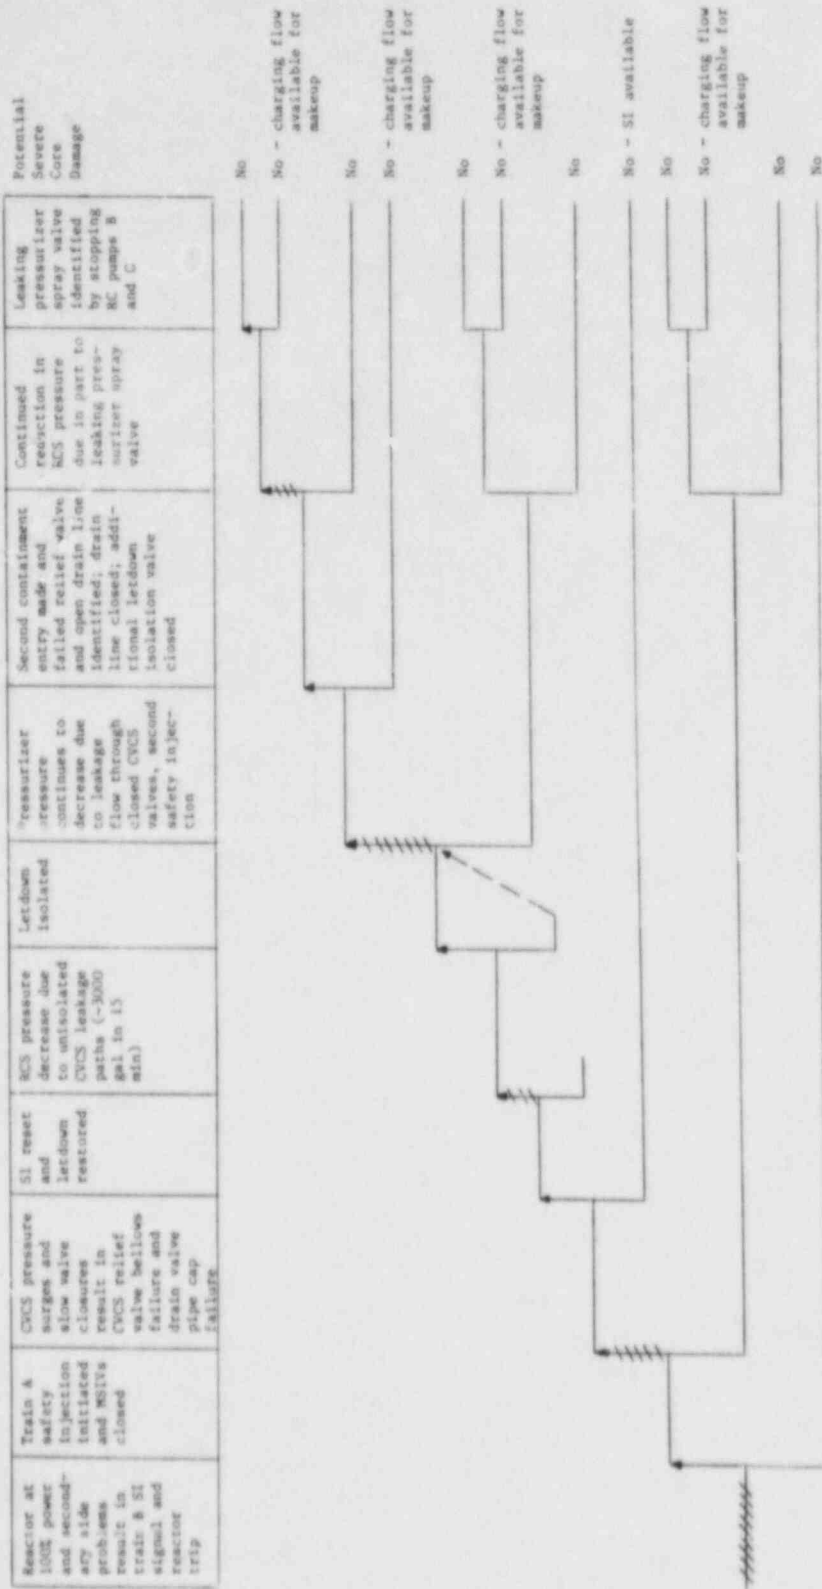 Reactor at
100% power
and second-
ary side
problems
result in
train B SI
signal and
reactor
trip
Train A
safety
injection
initiated
and MSIVs
closed
CVCS pressure
surges and
slow valve
closures
result in
CVCS relief
valve bellows
failure and
drain valve
pipe cap
failure
SI reset
and
letdown
restored
RCS pressure
decrease due
to unisolated
CVCS leakage
paths (~3000
gal in 15
min)
Letdown
isolated
Pressurizer
pressure
continues to
decrease due
to leakage
flow through
closed CVCS
valves, second
safety injec-
tion
Second containment
entry made and
failed relief valve
and open drain line
identified; drain
line closed; addi-
tional letdown
isolation valve
closed
Continued
reduction in
RCS pressure
due in part to
leaking pres-
surizer spray
valve
Leaking
pressurizer
spray valve
identified
by stopping
RC pumps B
and C
Potential
Severe
Core
Damage
No
No - charging flow
available for
makeup
No
No - charging flow
available for
makeup
No
No - charging flow
available for
makeup
No
No - SI available
No
No - charging flow
available for
makeup
No
No